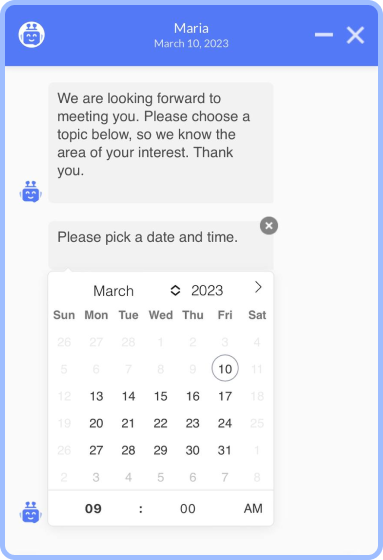 Maria
March 10, 2023
We are looking forward to
meeting you. Please choose a
topic below, so we know the
area of your interest. Thank
you.
Please pick a date and time.
March 2023
Sun Mon Tue Wed Thu Fri Sat
26 27 28 1 2 3 4
5 6 7 8 9 10 11
12 13 14 15 16 17 18
19 20 21 22 23 24 25
26 27 28 29 30 31 1
2 3 4 5 6 7 8
09 : 00 AM